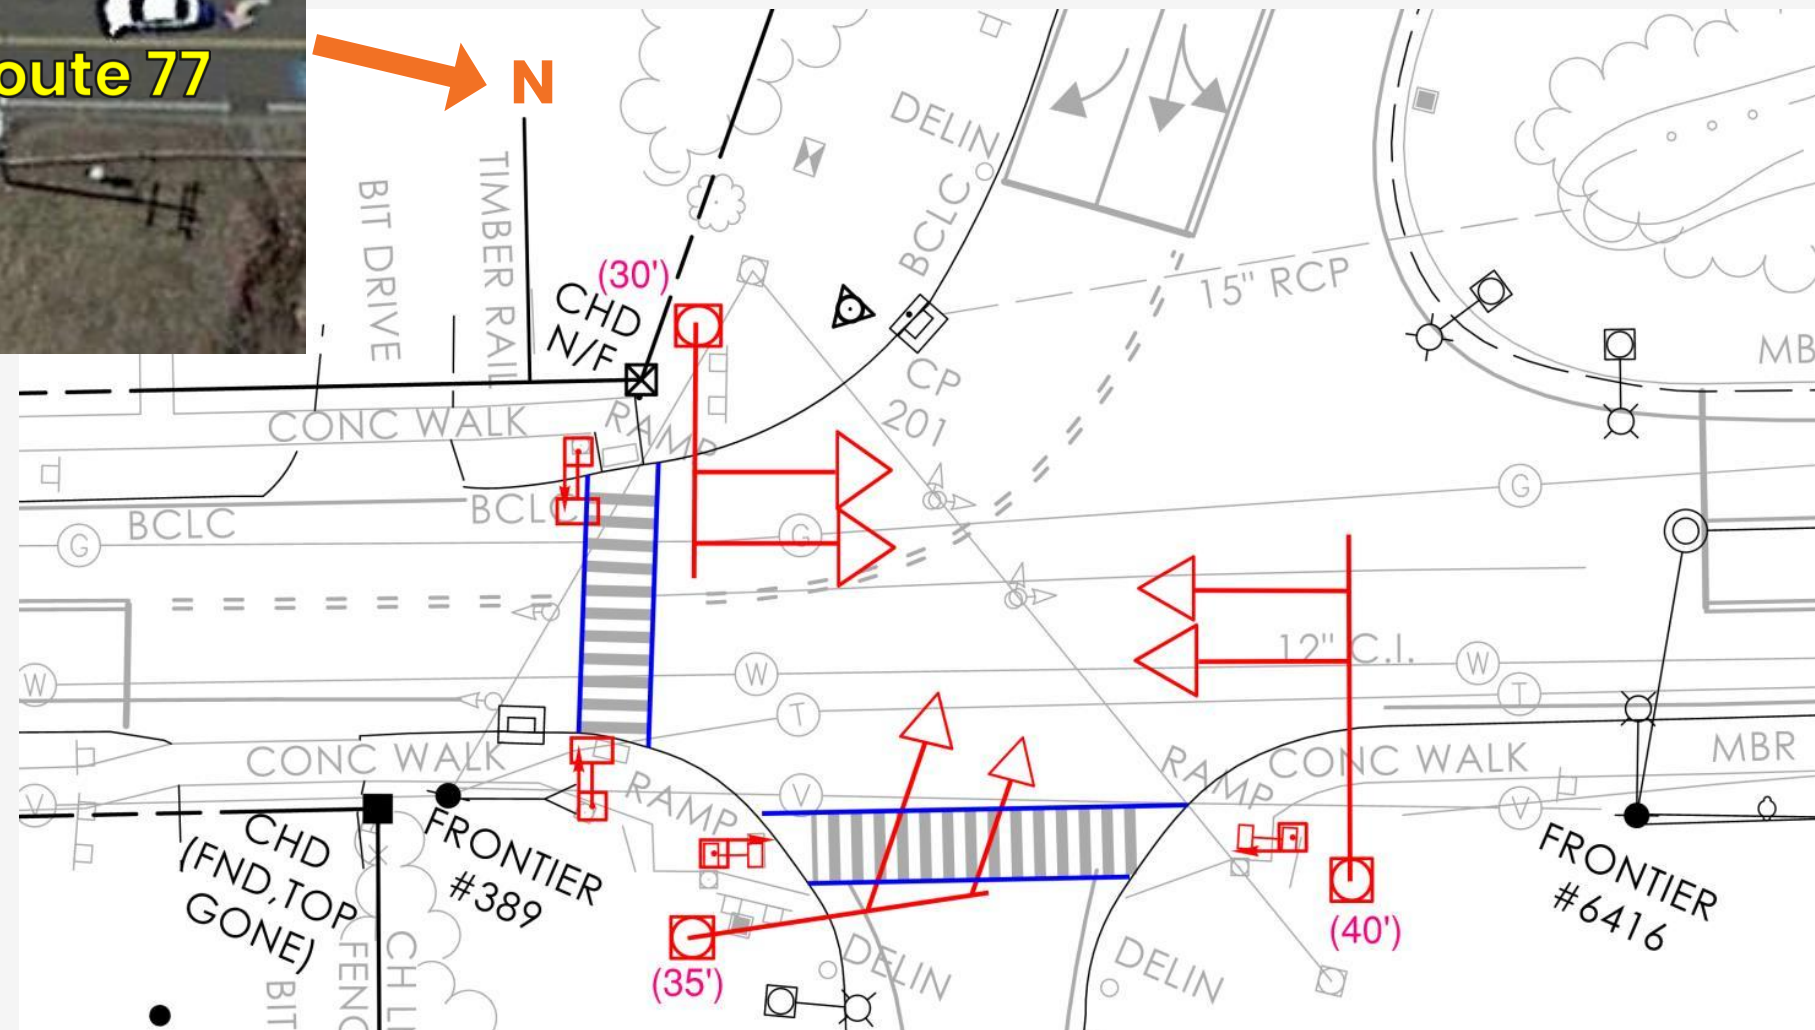 oute 77
N
DELIN
BCLC
TIMBER RAIL
BIT DRIVE
(30')
CHD
N/F
15" RCP
MB
CP
201
CONC WALK
RAMP
BCLC
BCLC
G
G
G
12" C.I.
W
W
W
T
T
CONC WALK
RAMP
CONC WALK
MBR
V
V
V
RAMP
CHD
(FND,TOP
GONE)
FRONTIER
#389
FRONTIER
#6416
(40')
(35')
DELIN
DELIN
BIT
FENC
CH LI